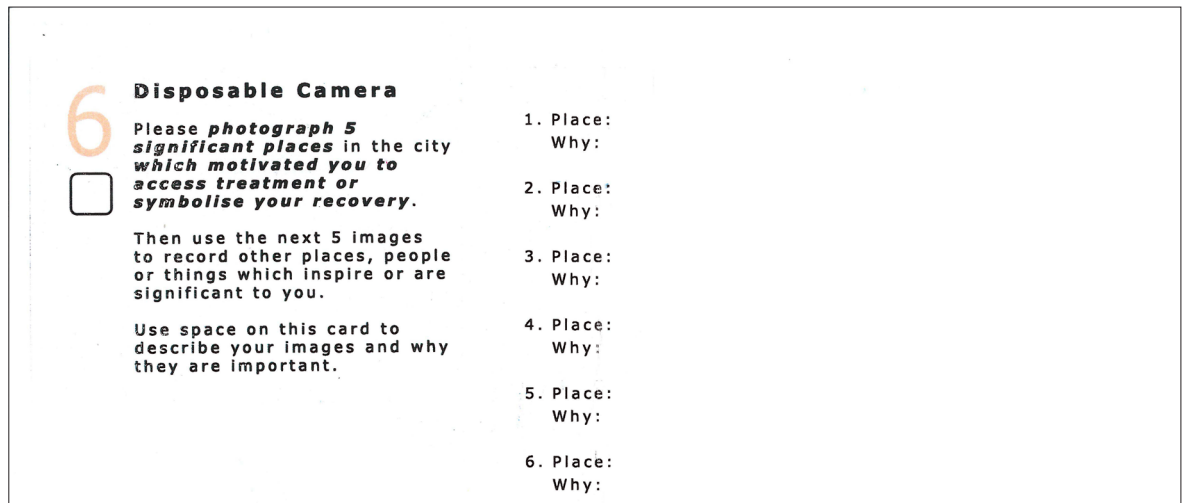 6
Disposable Camera
Please photograph 5
significant places in the city
which motivated you to
access treatment or
symbolise your recovery.
Then use the next 5 images
to record other places, people
or things which inspire or are
significant to you.
Use space on this card to
describe your images and why
they are important.
1. Place:
Why:
2. Place:
Why:
3. Place:
Why:
4. Place:
Why:
5. Place:
Why:
6. Place:
Why: